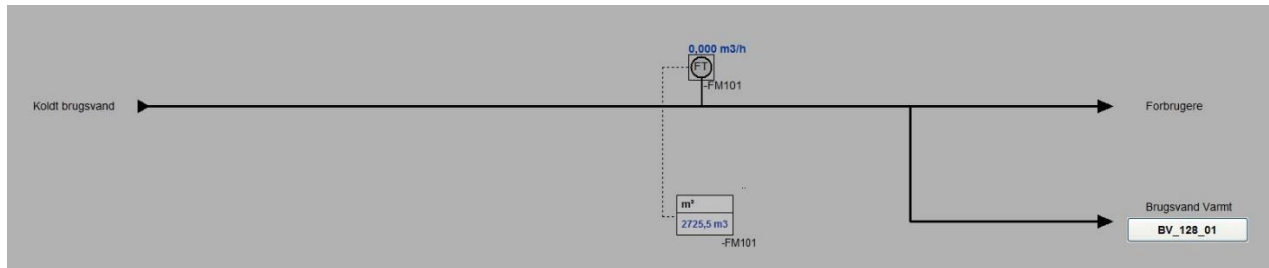 0,000 m3/h
FT
-FM101
Koldt brugsvand
Forbrugere
m³
2725,5 m3
-FM101
Brugsvand Varmt
BV_128_01